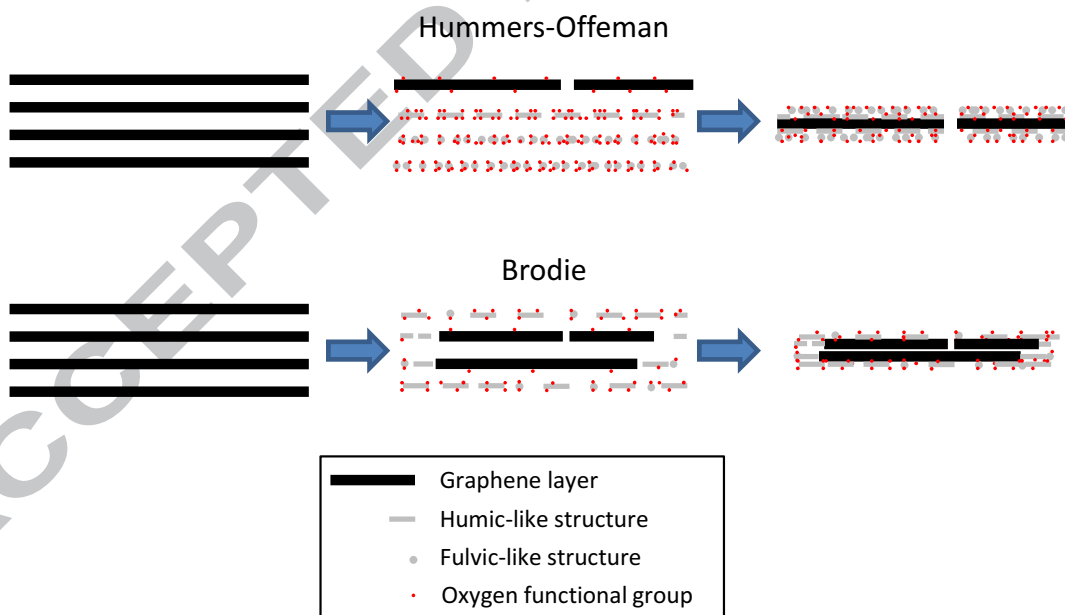 Hummers-Offeman
Brodie
Graphene layer
Humic-like structure
Fulvic-like structure
Oxygen functional group
ACCEPTED